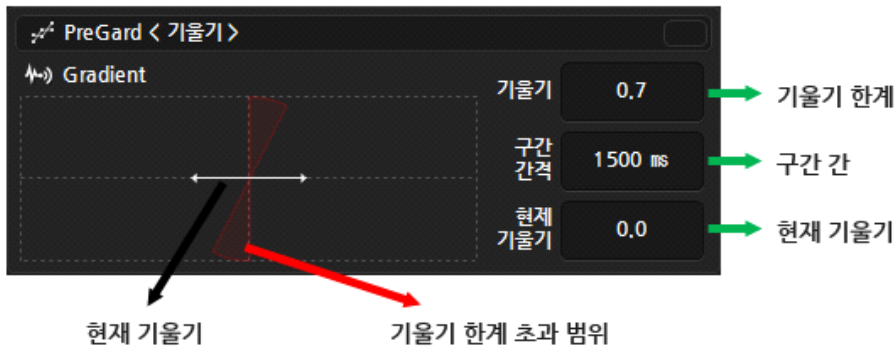 PreGard < 기울기 >
Gradient
기울기 0.7 기울기 한계
구간
간격 1500 ms 구간 간
현제
기울기 0.0 현재 기울기
현재 기울기 기울기 한계 초과 범위